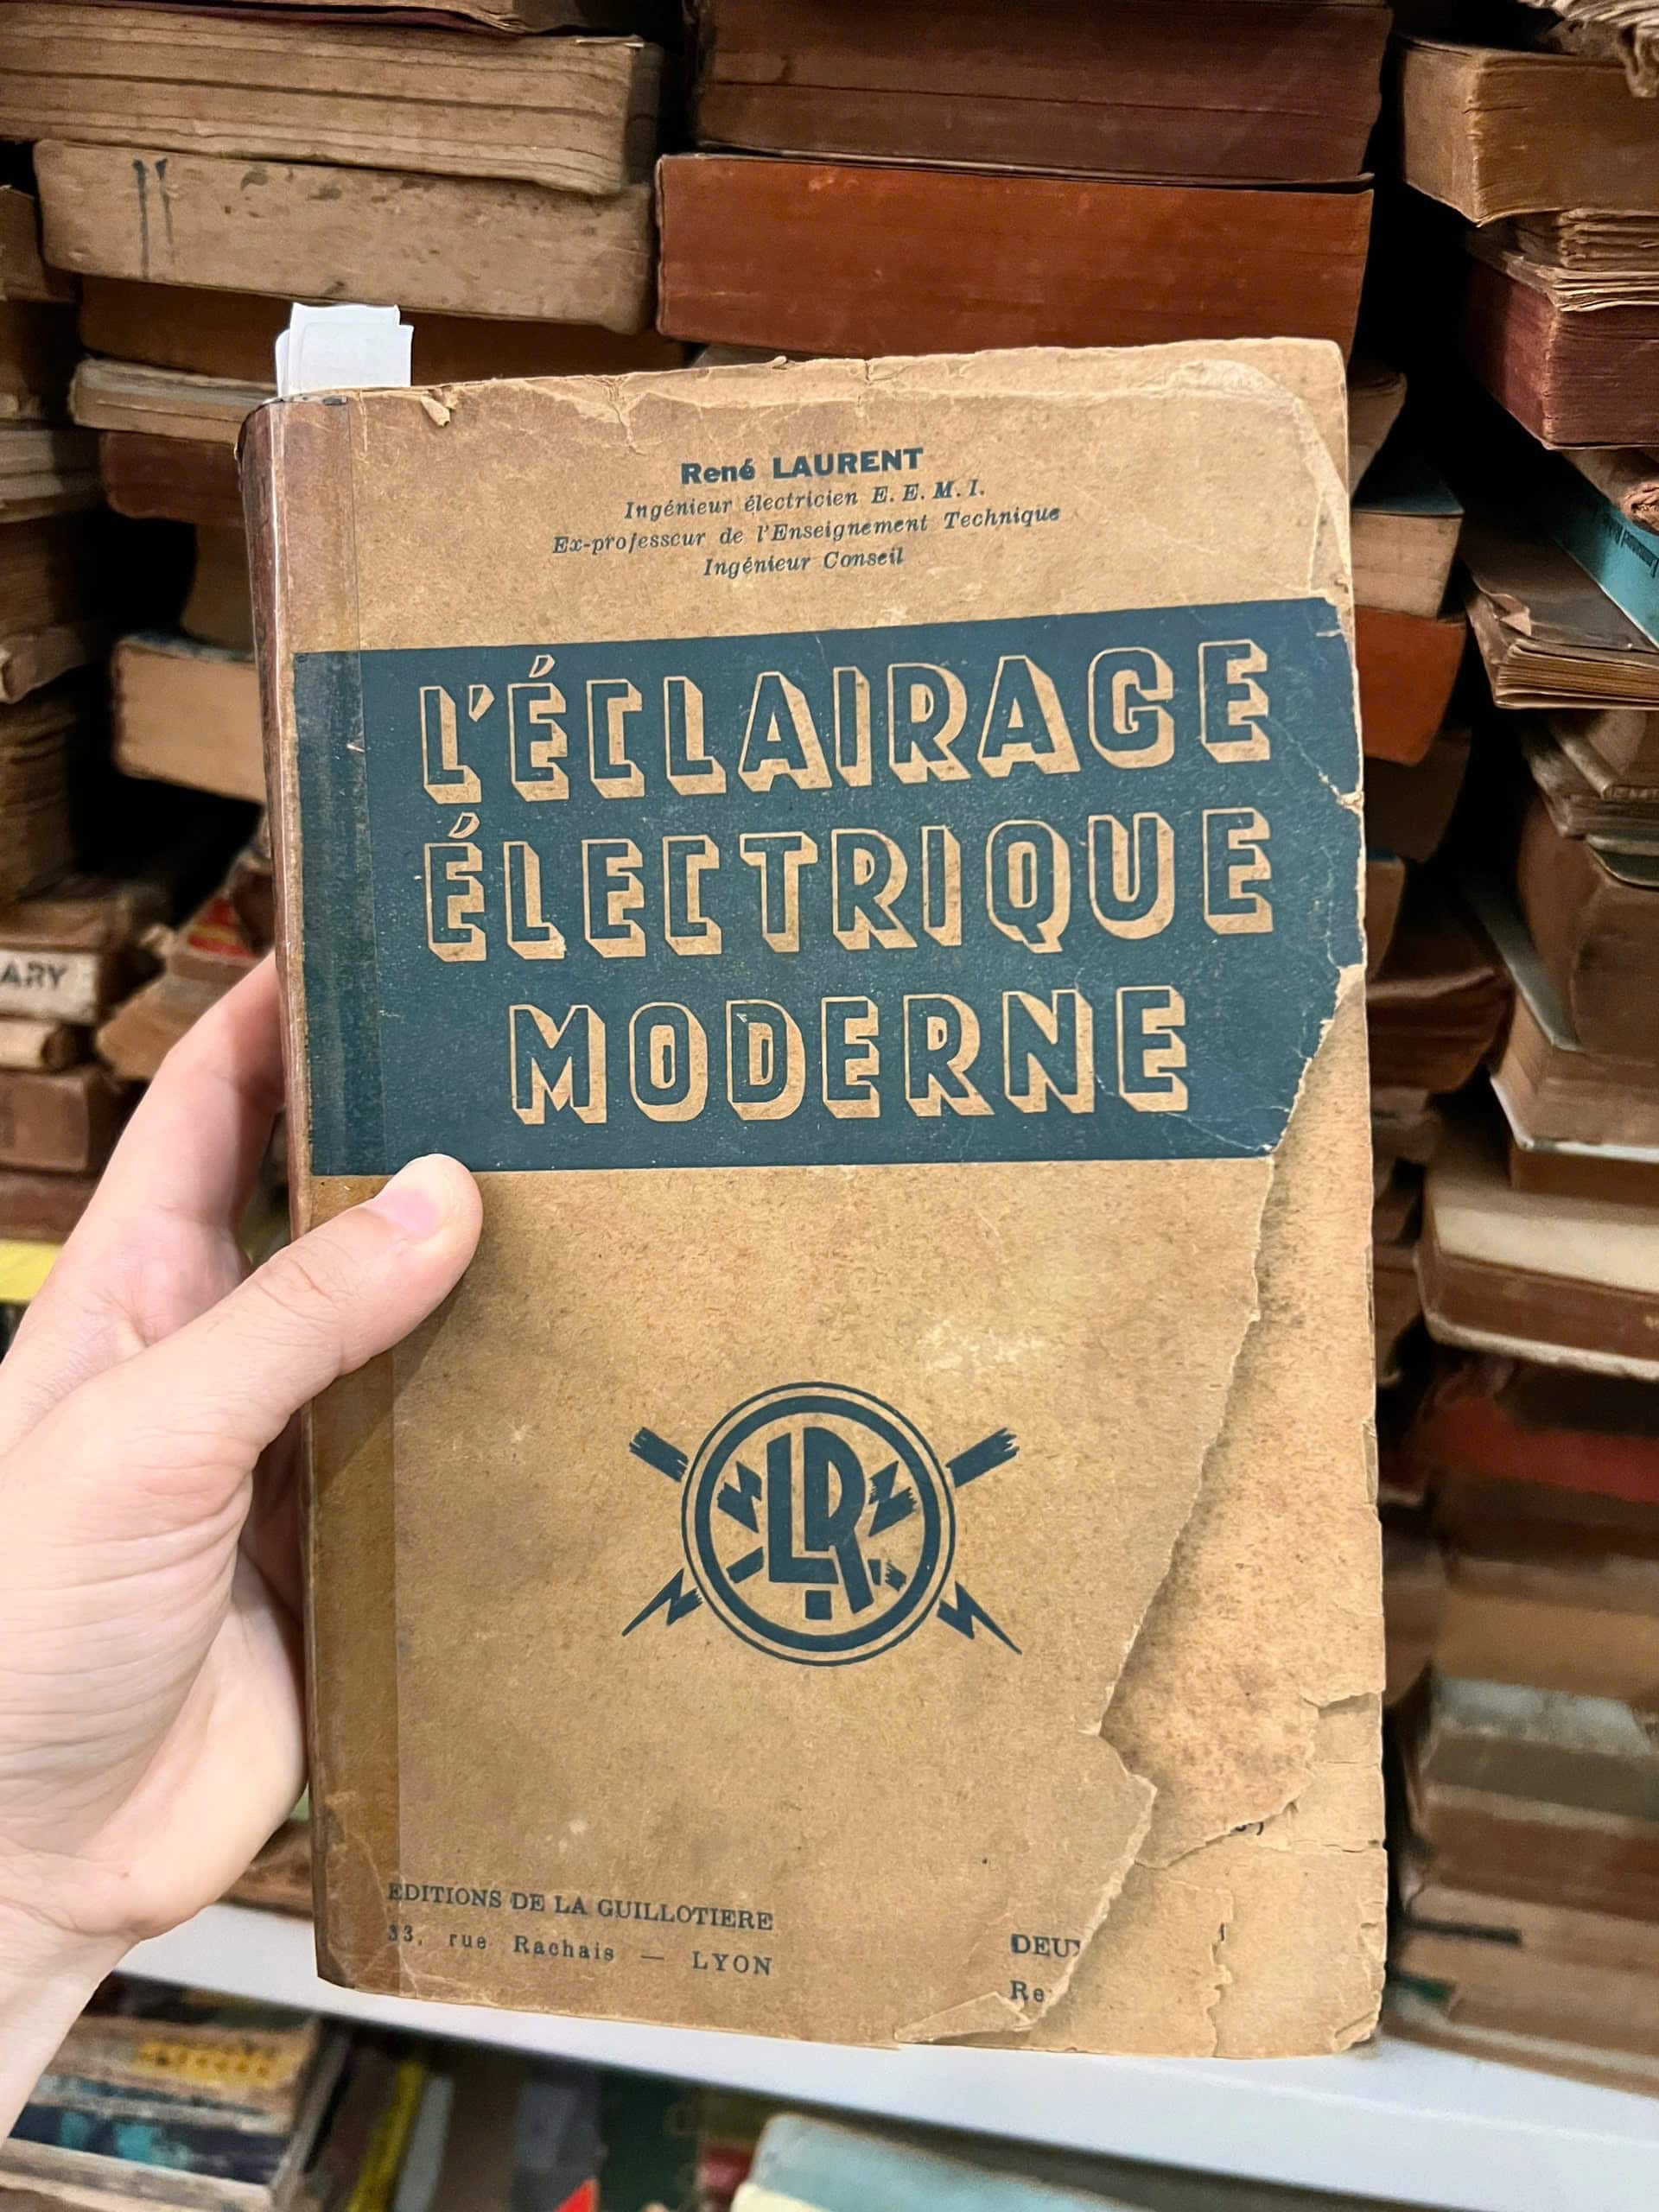 René LAURENT
Ingénieur électricien E. E. M. I.
Ex-professeur de l'Enseignement Technique
Ingénieur Conseil
L'ÉCLAIRAGE
ÉLECTRIQUE
MODERNE
LR
EDITIONS DE LA GUILLOTIERE
33, rue Rachais — LYON
ARY